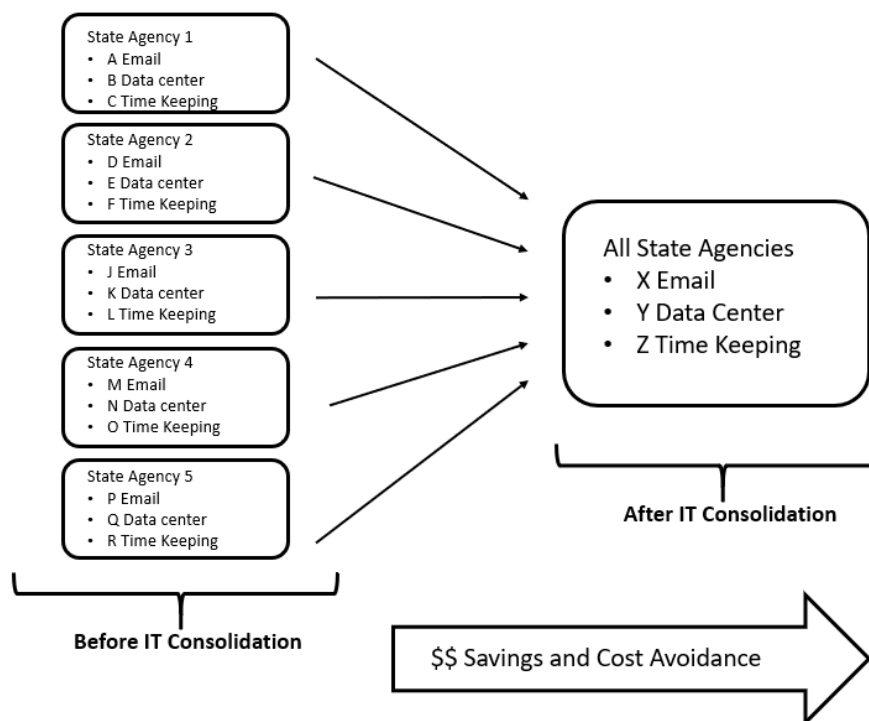 State Agency 1
• A Email
• B Data center
• C Time Keeping
State Agency 2
• D Email
• E Data center
• F Time Keeping
State Agency 3
• J Email
• K Data center
• L Time Keeping
State Agency 4
• M Email
• N Data center
• O Time Keeping
State Agency 5
• P Email
• Q Data center
• R Time Keeping
Before IT Consolidation
All State Agencies
• X Email
• Y Data Center
• Z Time Keeping
After IT Consolidation
$$ Savings and Cost Avoidance